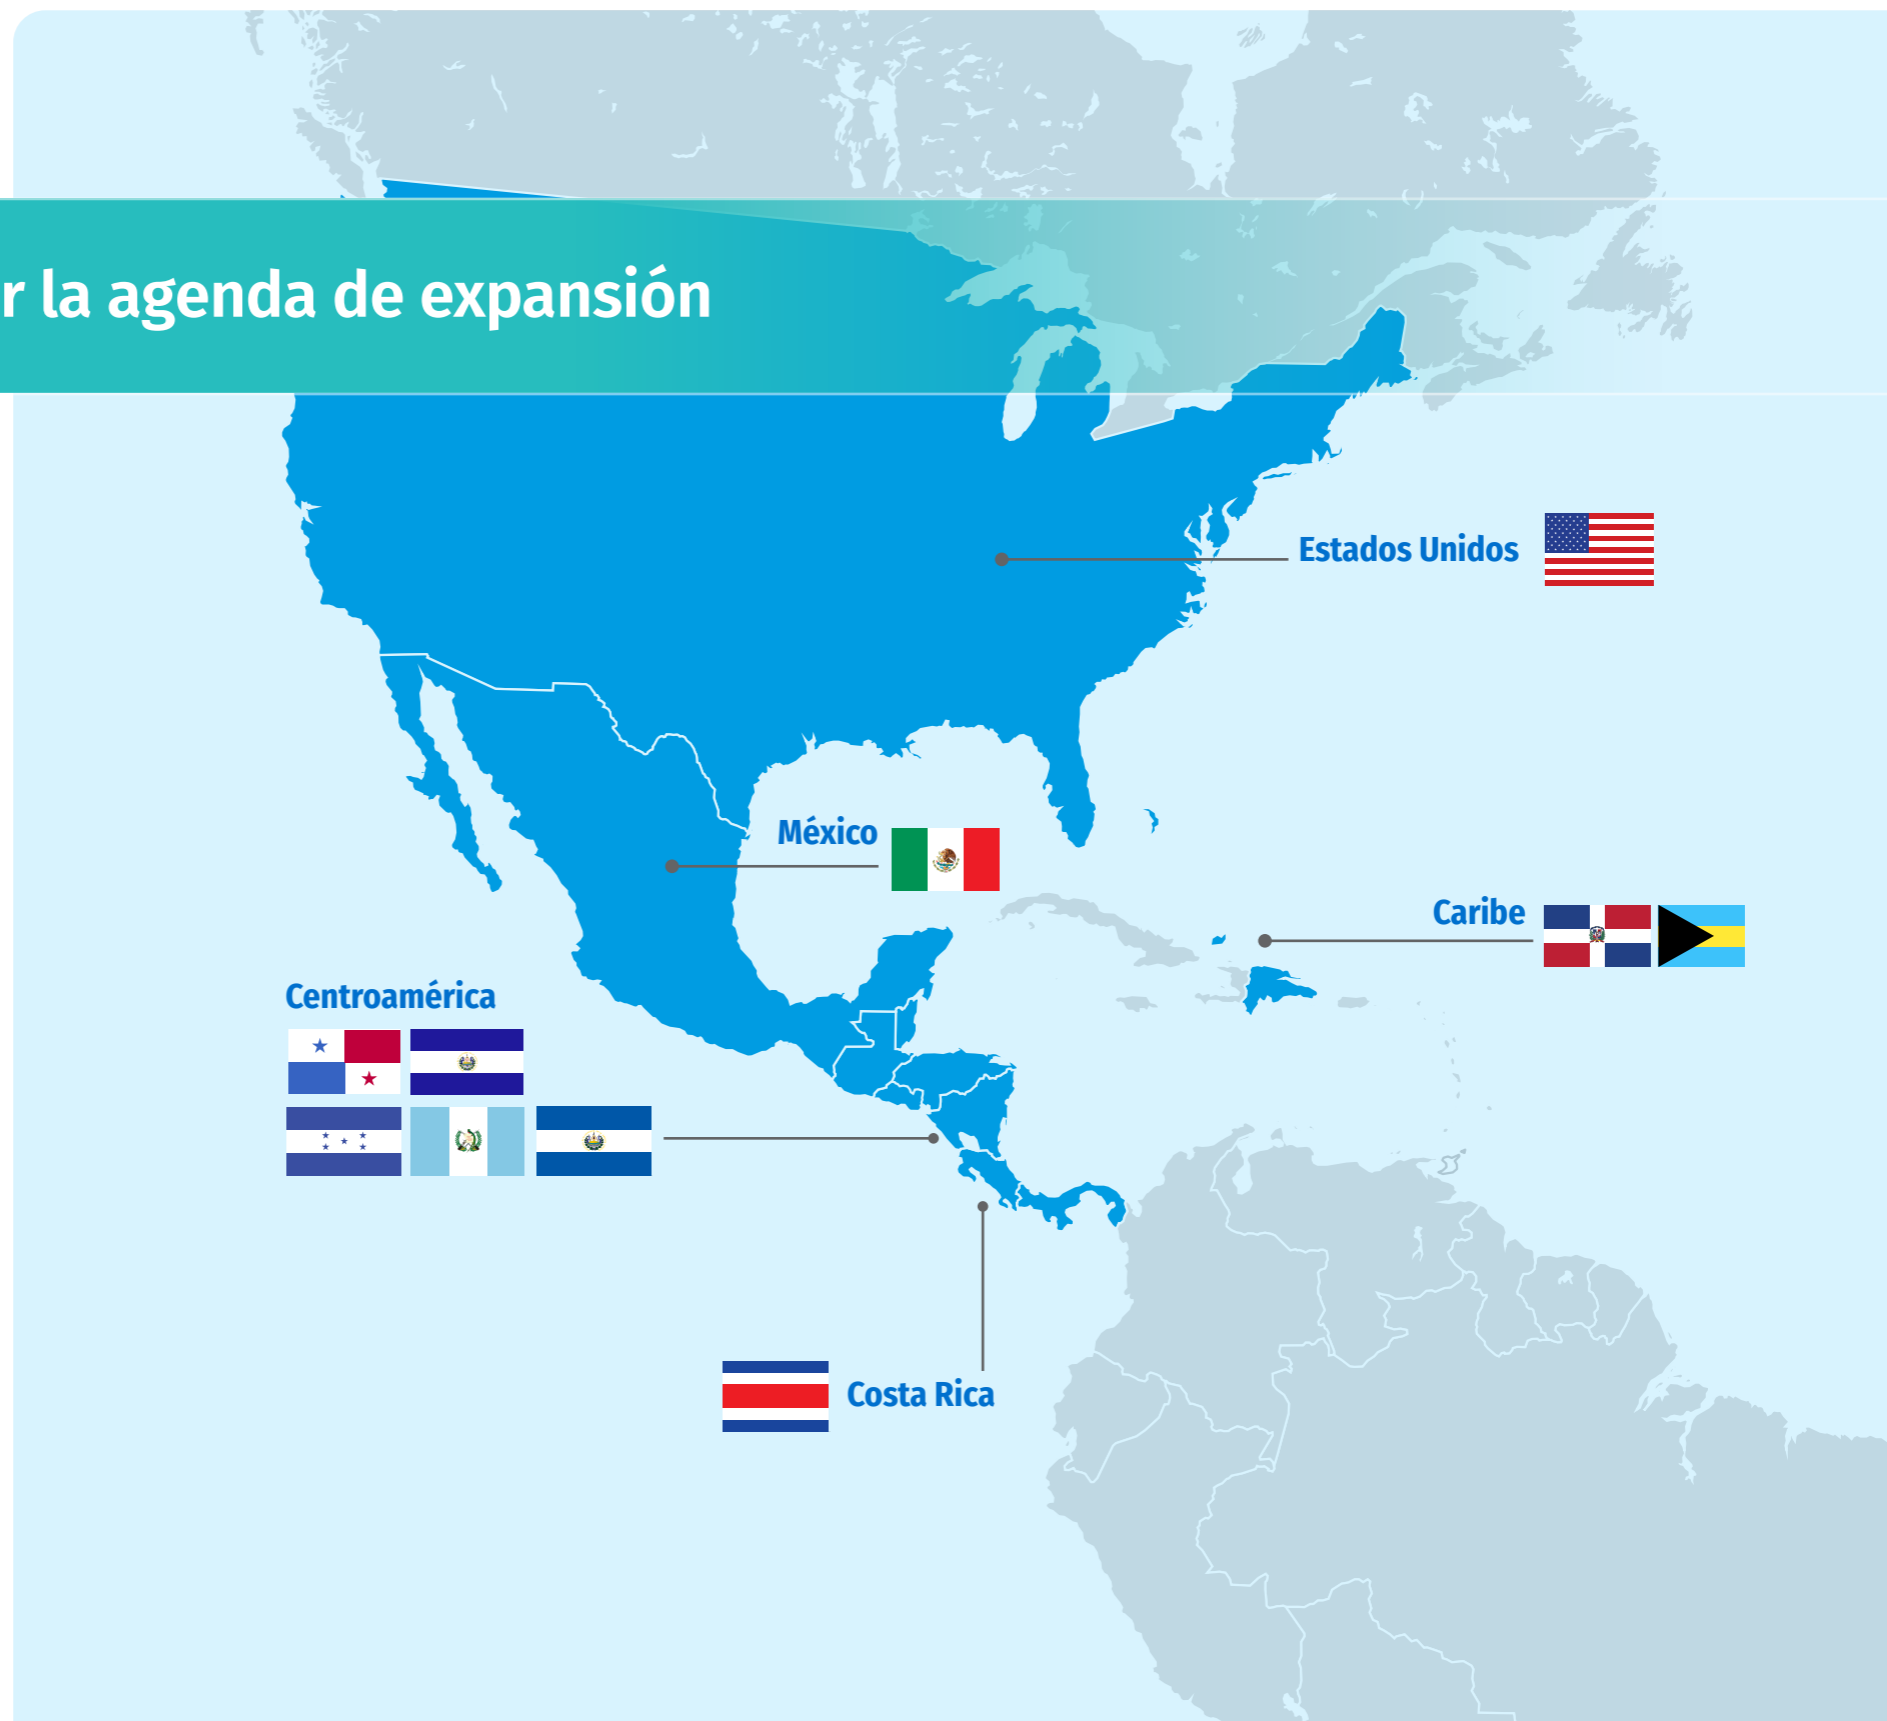 r la agenda de expansión
Estados Unidos
México
Caribe
Centroamérica
Costa Rica